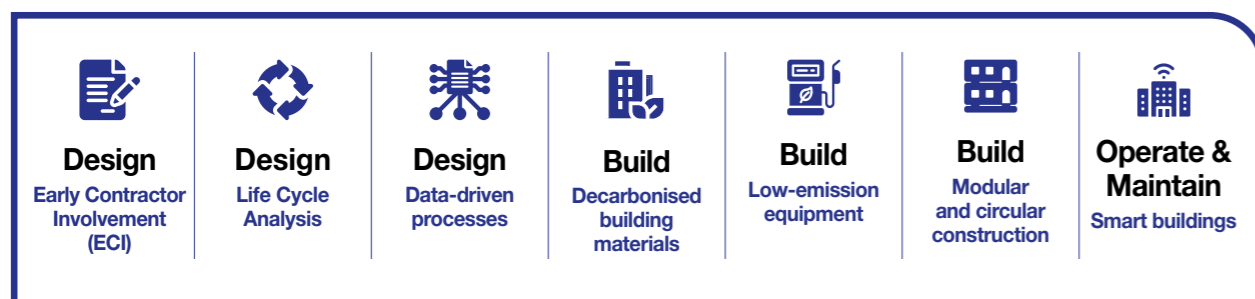 Design
Early Contractor
Involvement
(ECI)
Design
Life Cycle
Analysis
Design
Data-driven
processes
Build
Decarbonised
building
materials
Build
Low-emission
equipment
Build
Modular
and circular
construction
Operate &
Maintain
Smart buildings